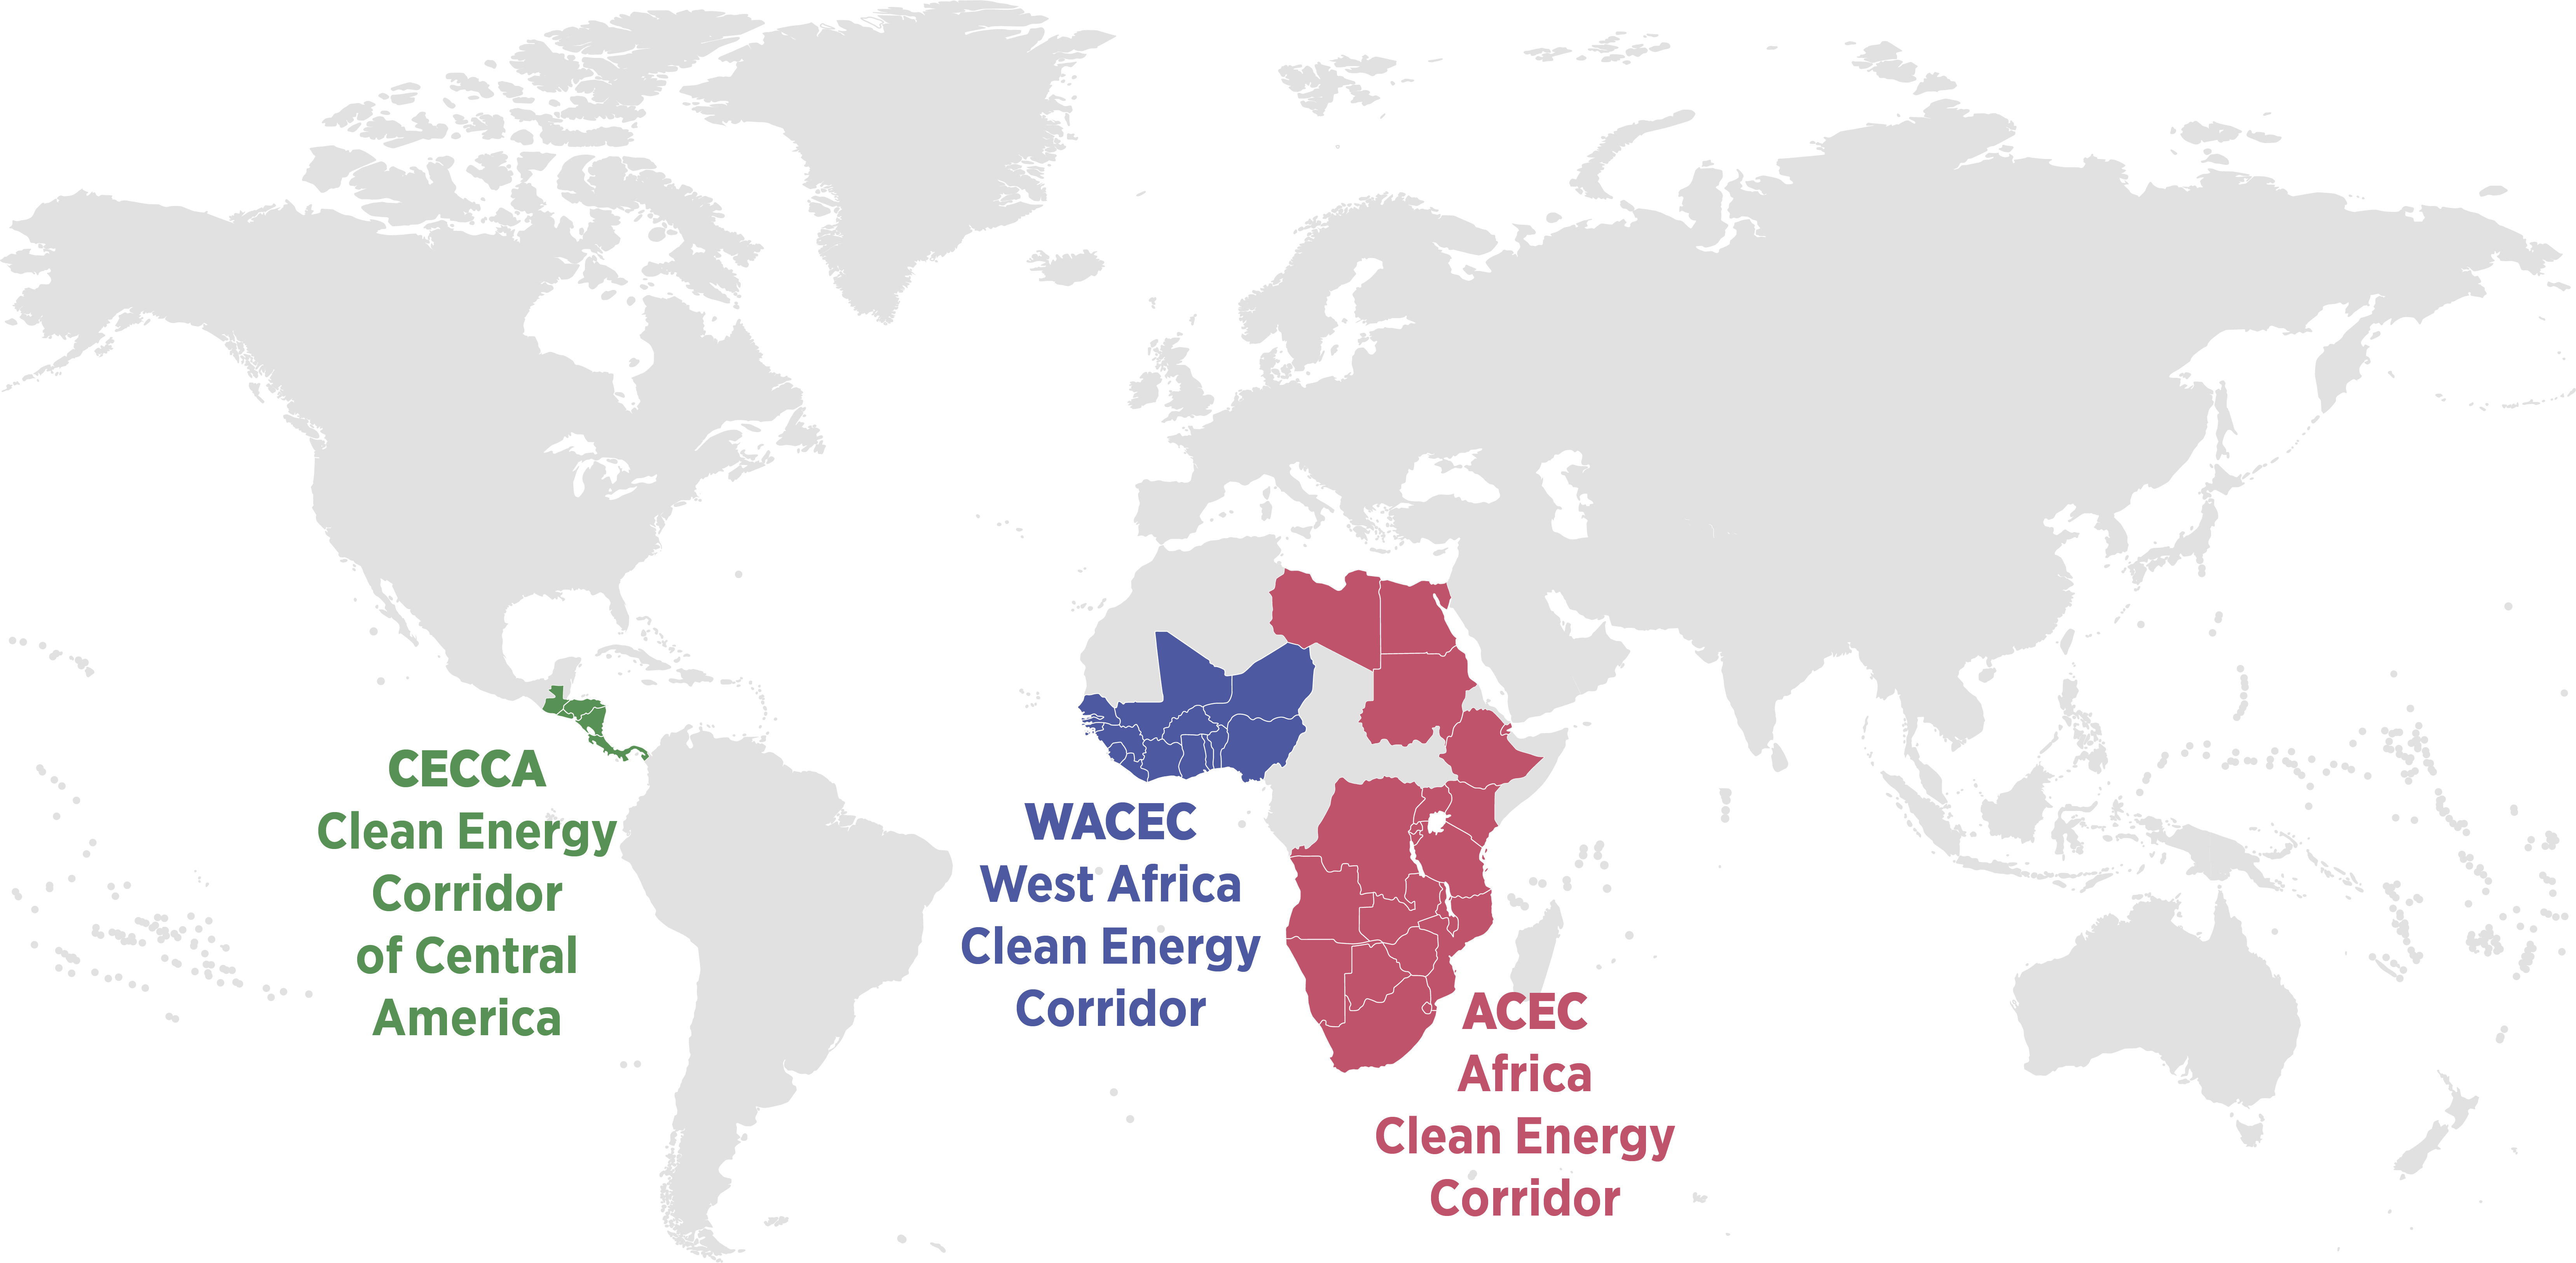 CECCA
Clean Energy
Corridor
of Central
America
WACEC
West Africa
Clean Energy
Corridor
ACEC
Africa
Clean Energy
Corridor